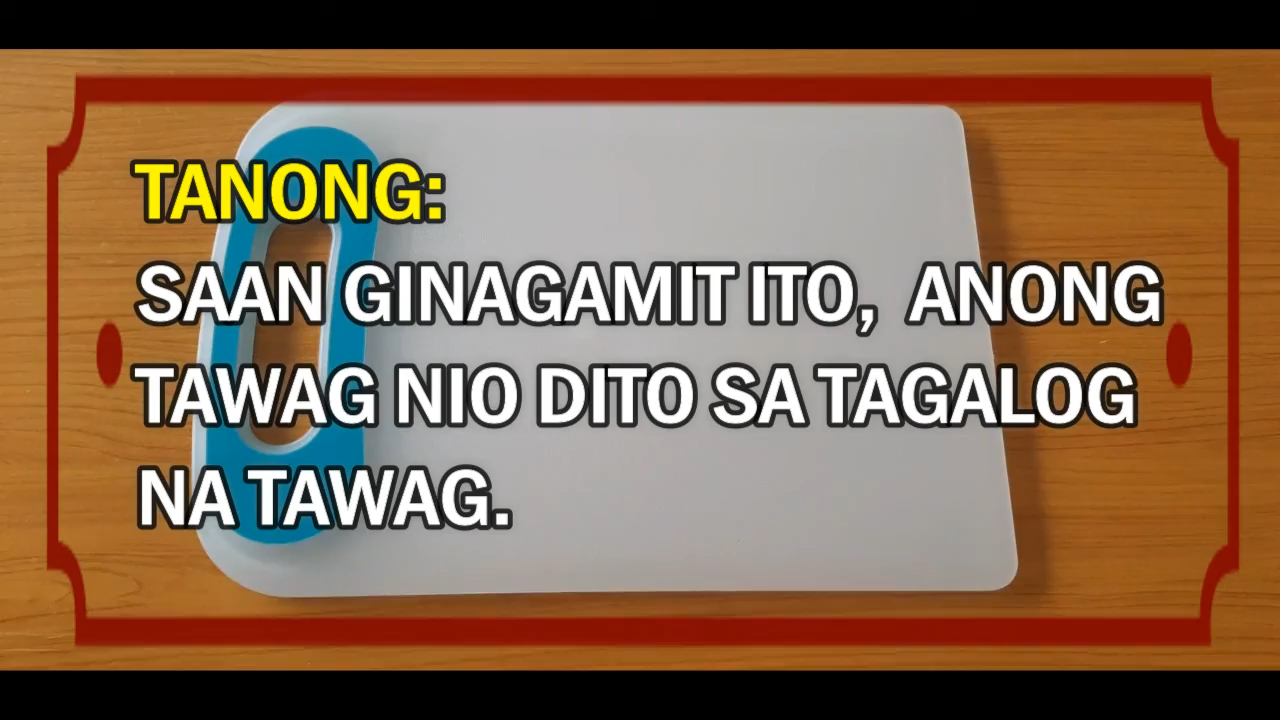 TANONG:
SAAN GINAGAMIT ITO, ANONG
TAWAG NIO DITO SA TAGALOG
NA TAWAG.